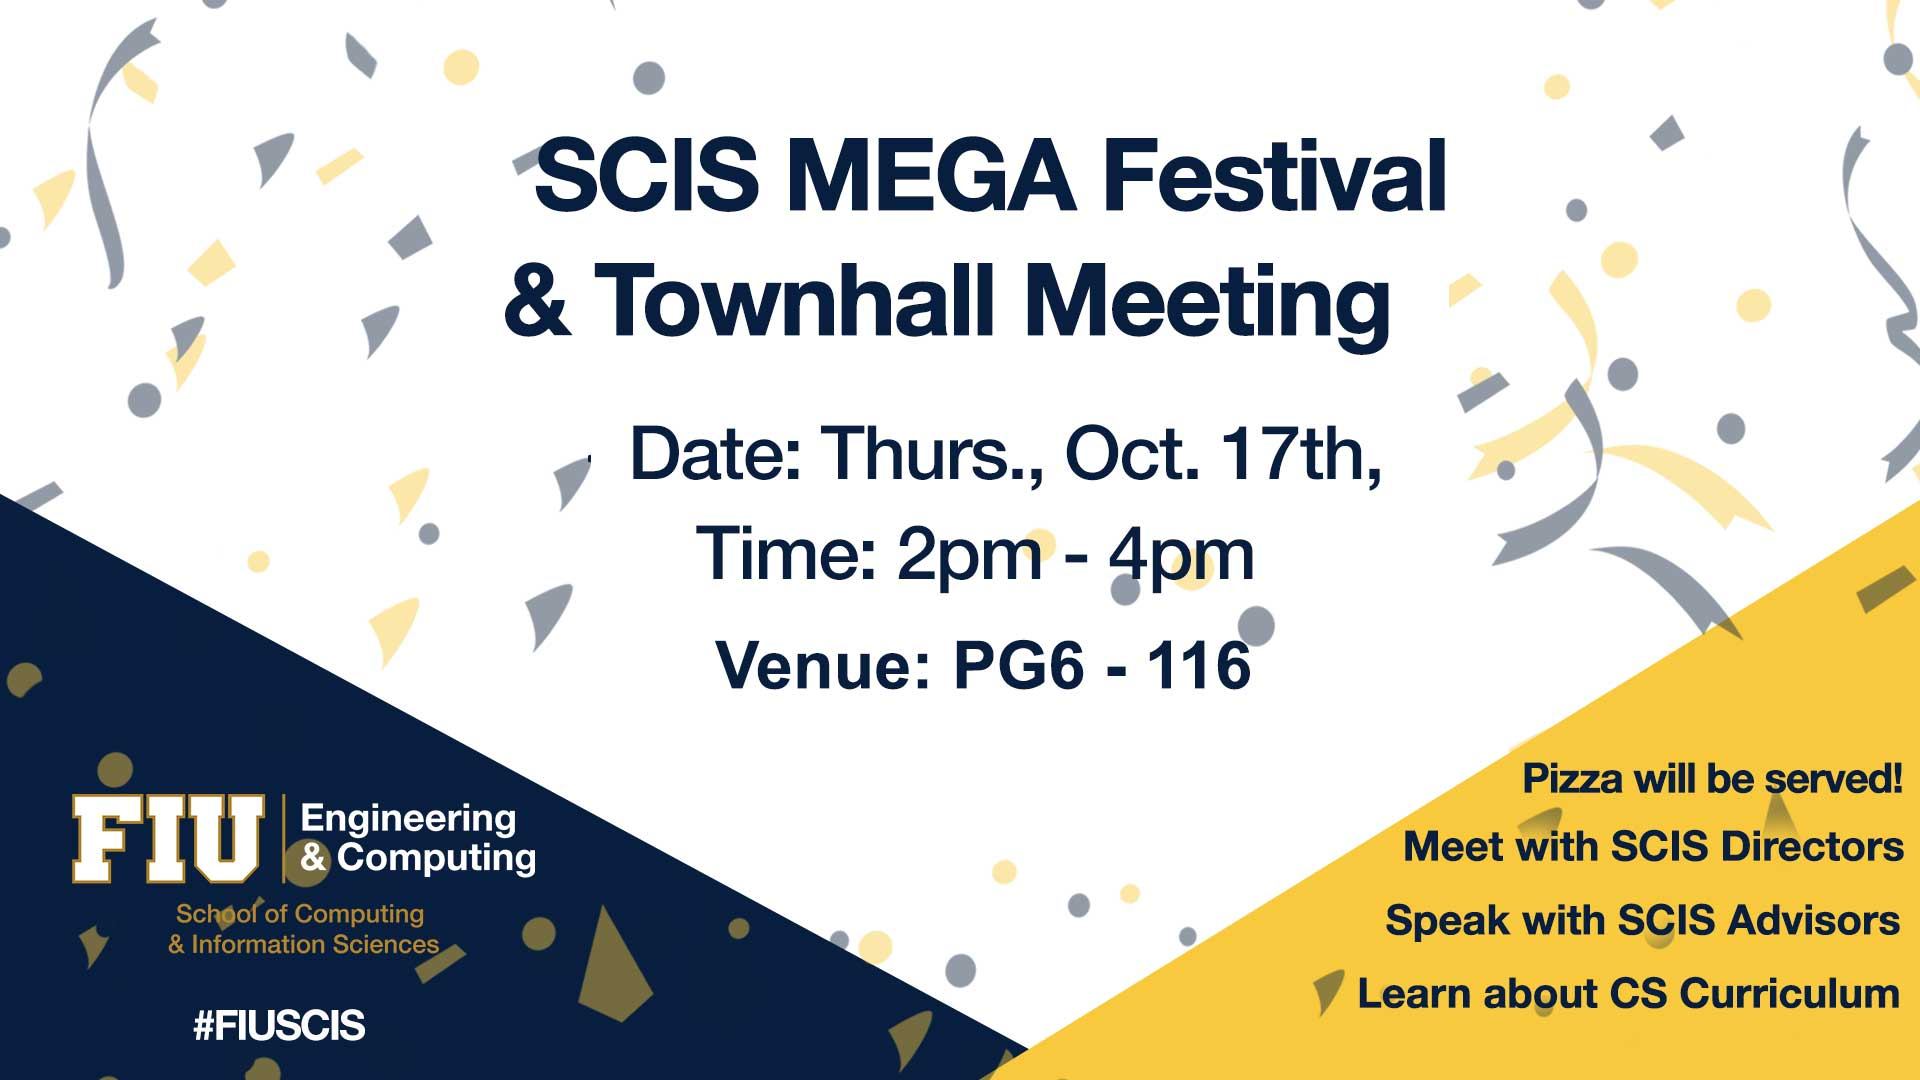 SCIS MEGA Festival
& Townhall Meeting
Date: Thurs., Oct. 17th,
Time: 2pm - 4pm
Venue: PG6 - 116
FIU Engineering
& Computing
School of Computing
& Information Sciences
#FIUSCIS
Pizza will be served!
Meet with SCIS Directors
Speak with SCIS Advisors
Learn about CS Curriculum